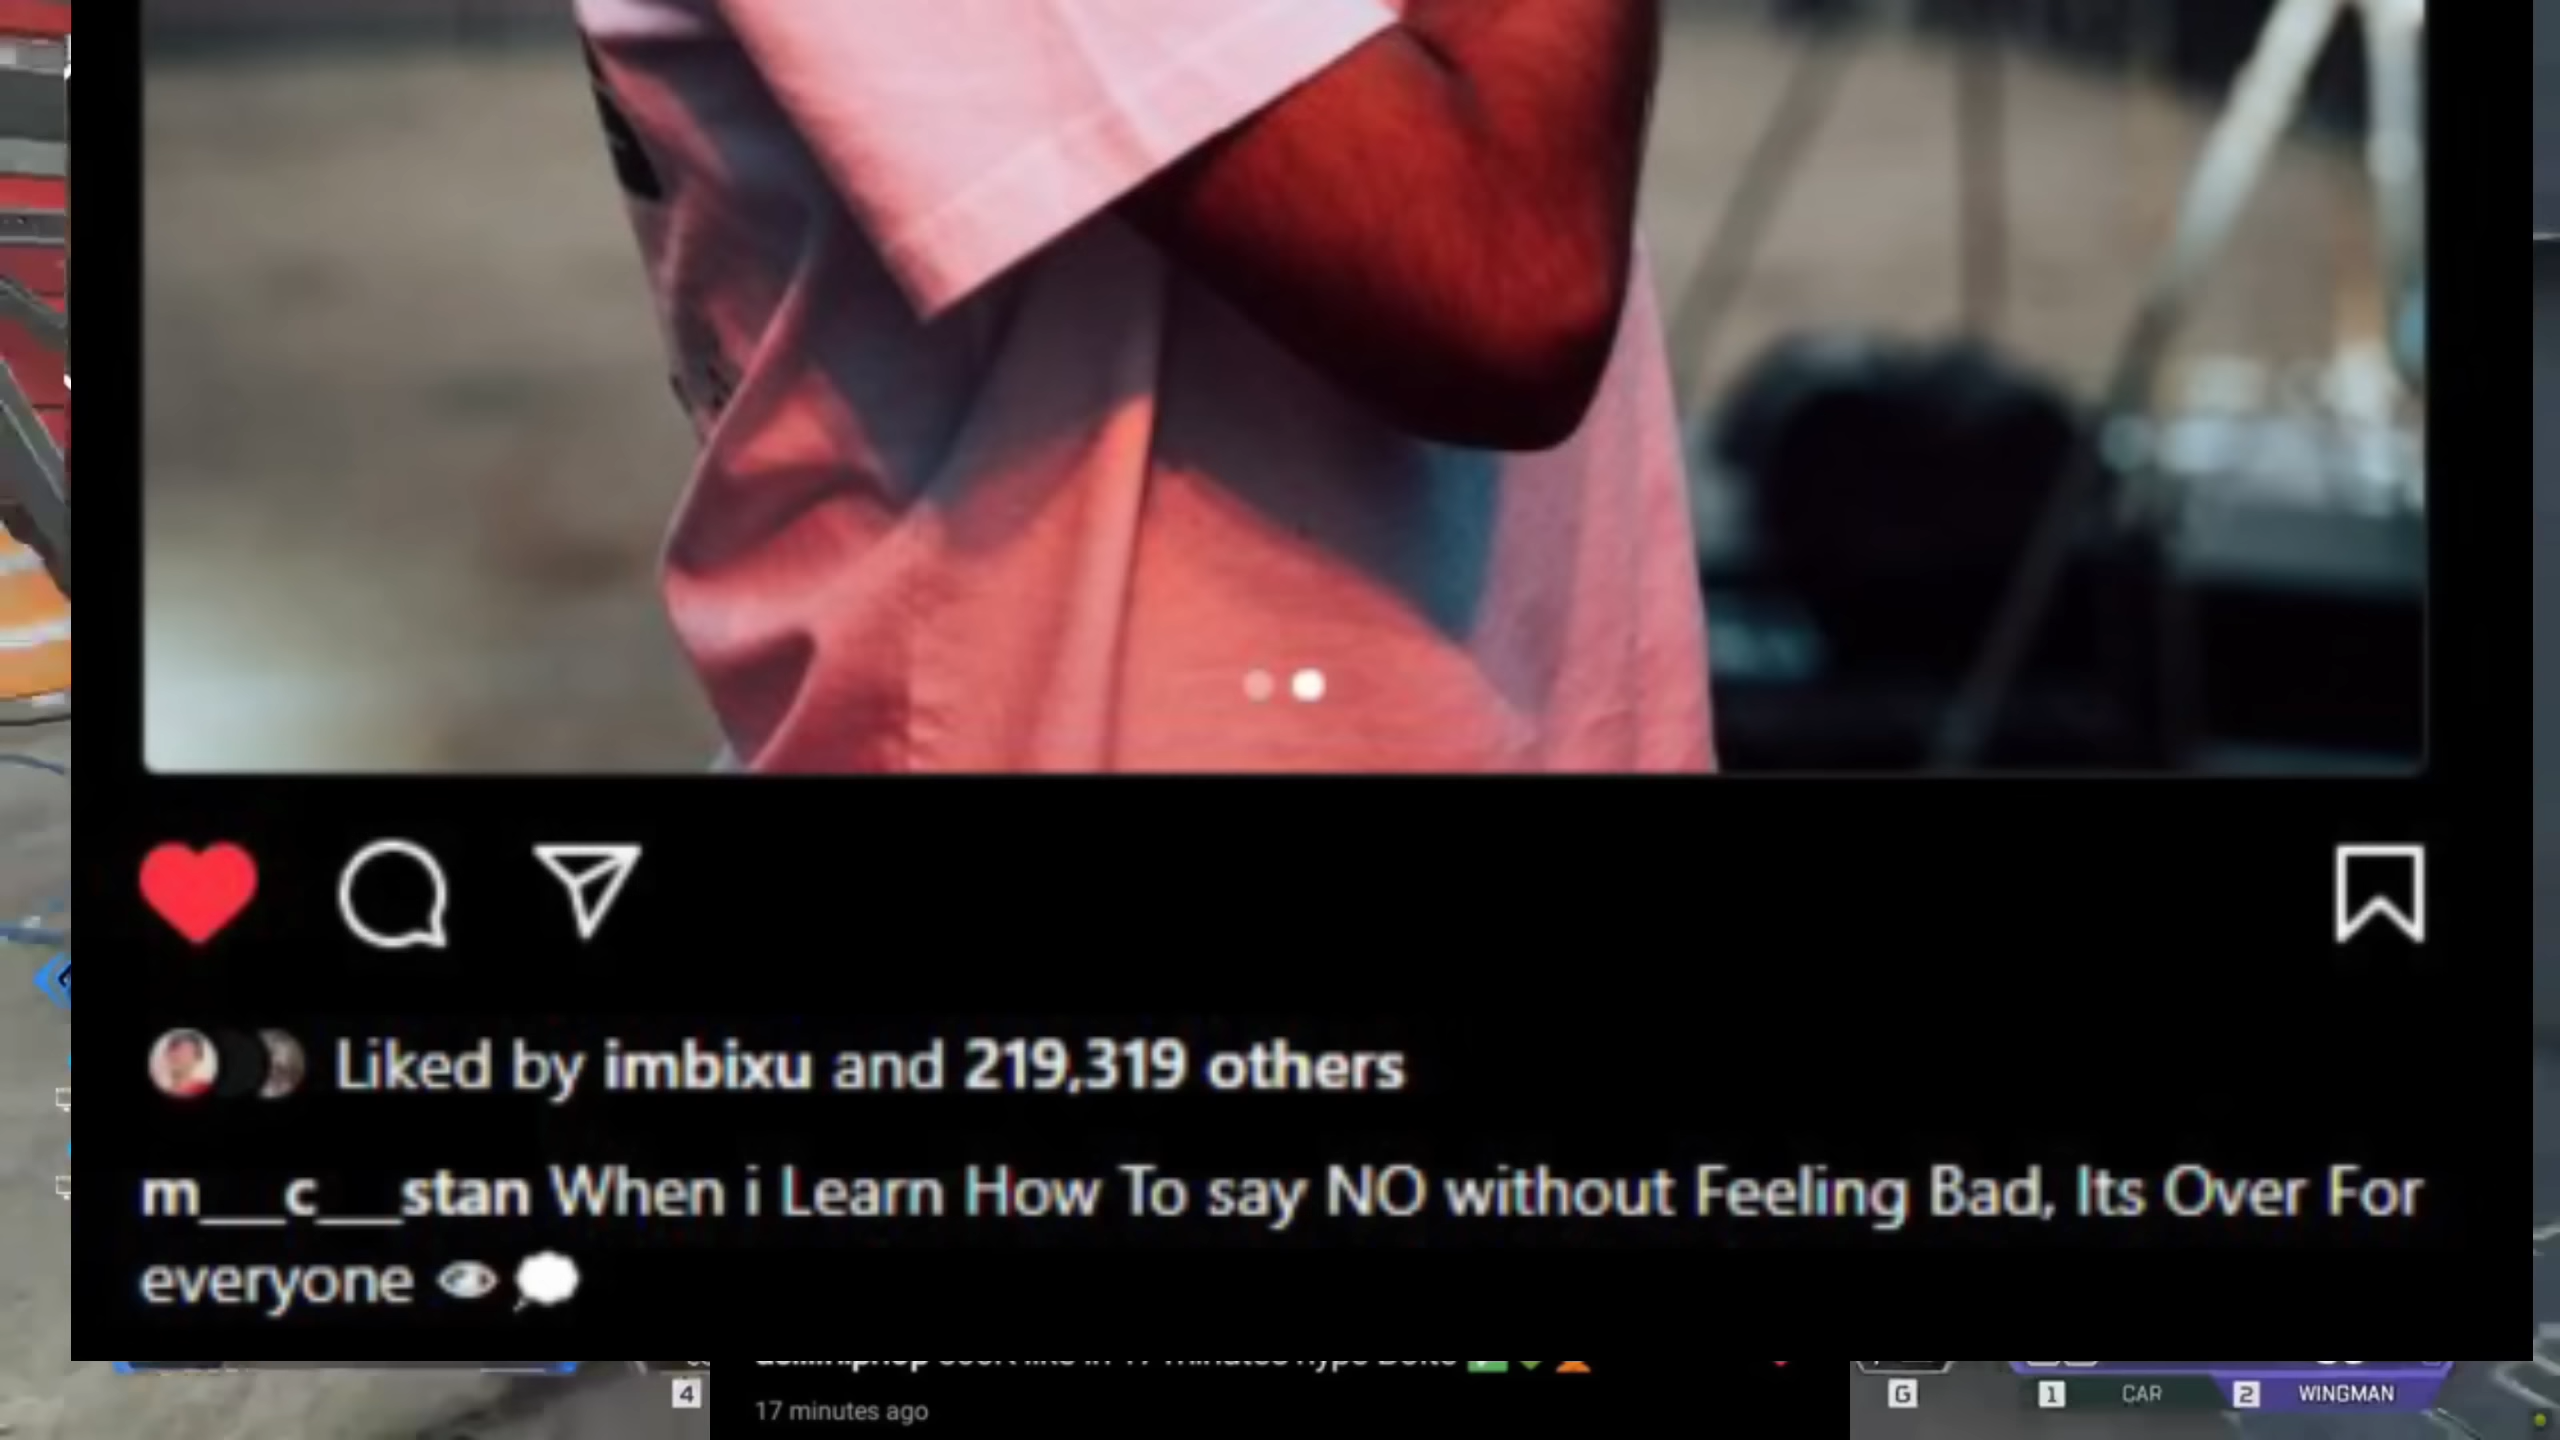 Liked by imbixu and 219,319 others
m___c___stan When i Learn How To say NO without Feeling Bad, Its Over For
everyone 👁💭
17 minutes ago
4
G
1 CAR 2 WINGMAN